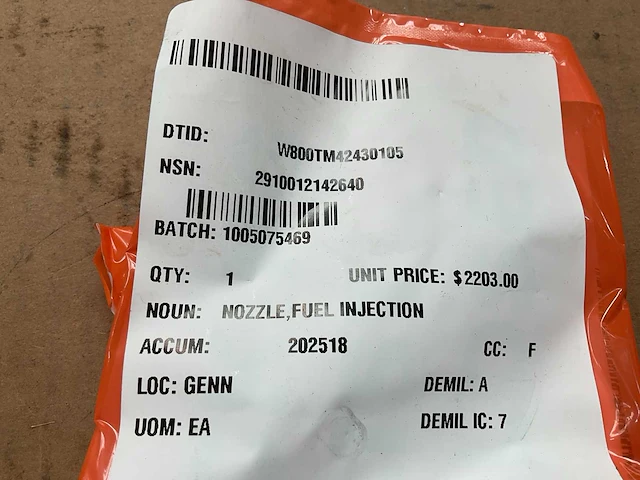 DTID: W800TM42430105
NSN: 2910012142640
BATCH: 1005075469
QTY: 1 UNIT PRICE: $2203.00
NOUN: NOZZLE,FUEL INJECTION
ACCUM: 202518 CC: F
LOC: GENN DEMIL: A
UOM: EA DEMIL IC: 7